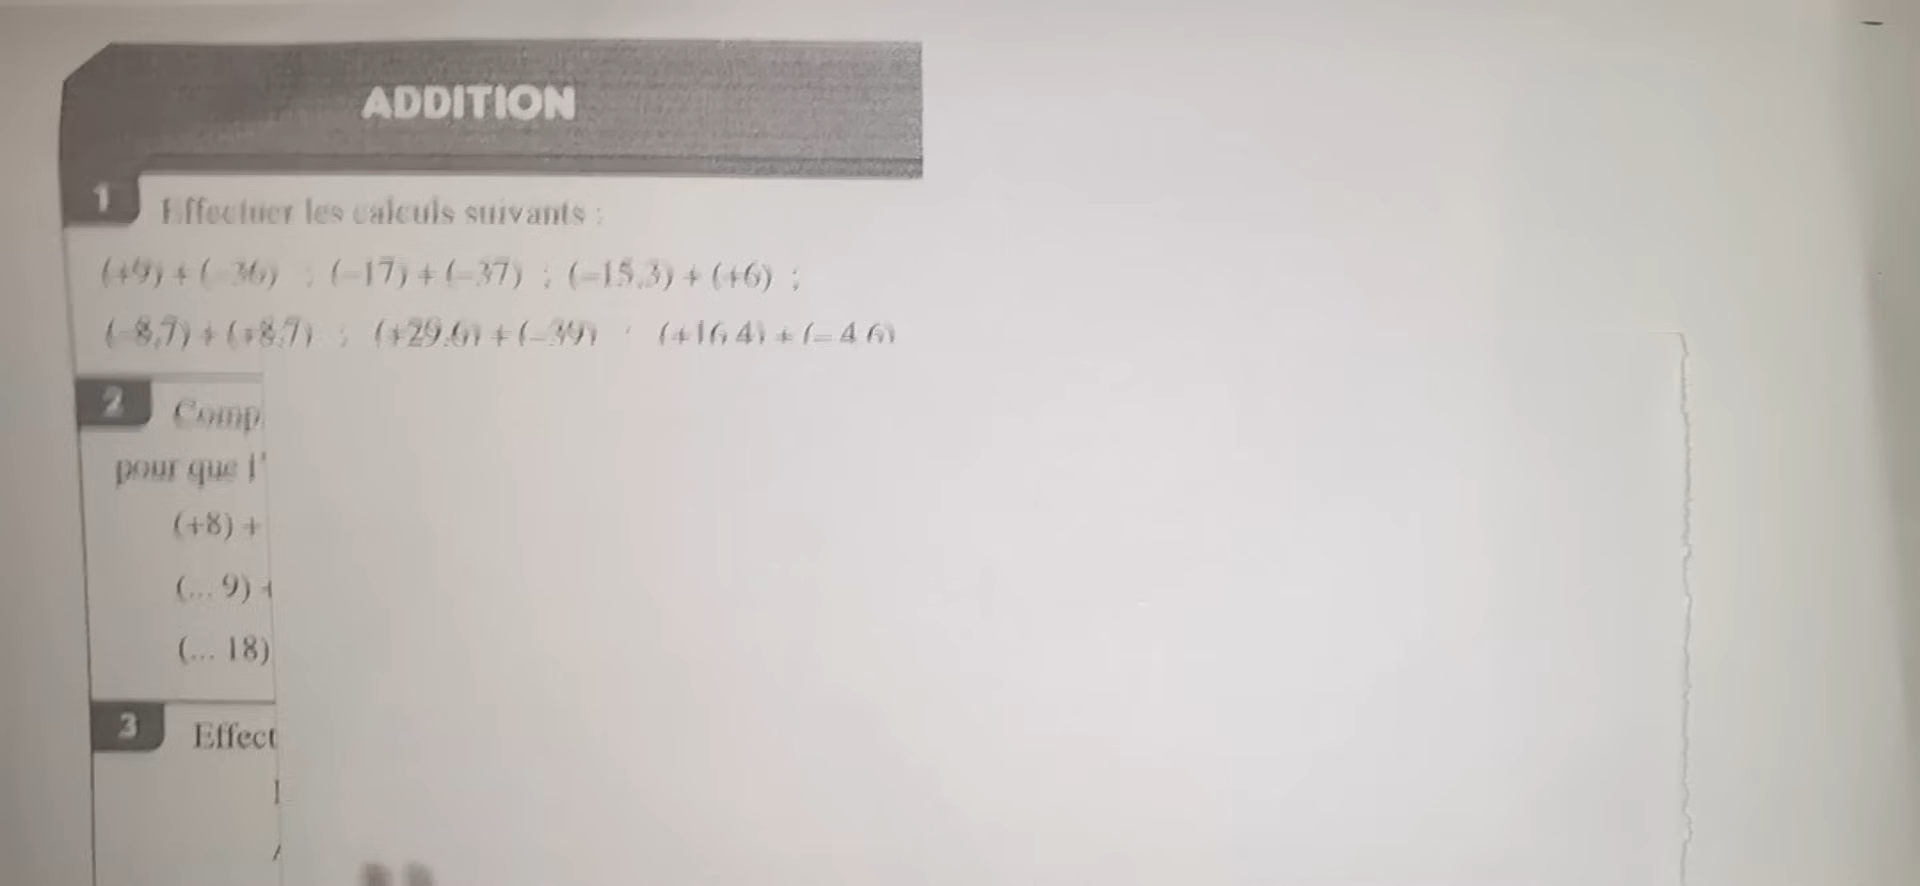 ADDITION
1 Effectuer les calculs suivants :
(+9) + (−36) ; (−17) + (−37) ; (−15,3) + (+6) ;
(−8,7) + (+8,7) ; (+29,6) + (−39) ; (+16,4) + (−4,6)
2 Comp
pour que l'
(+8) +
(... 9) +
(... 18)
3 Effect